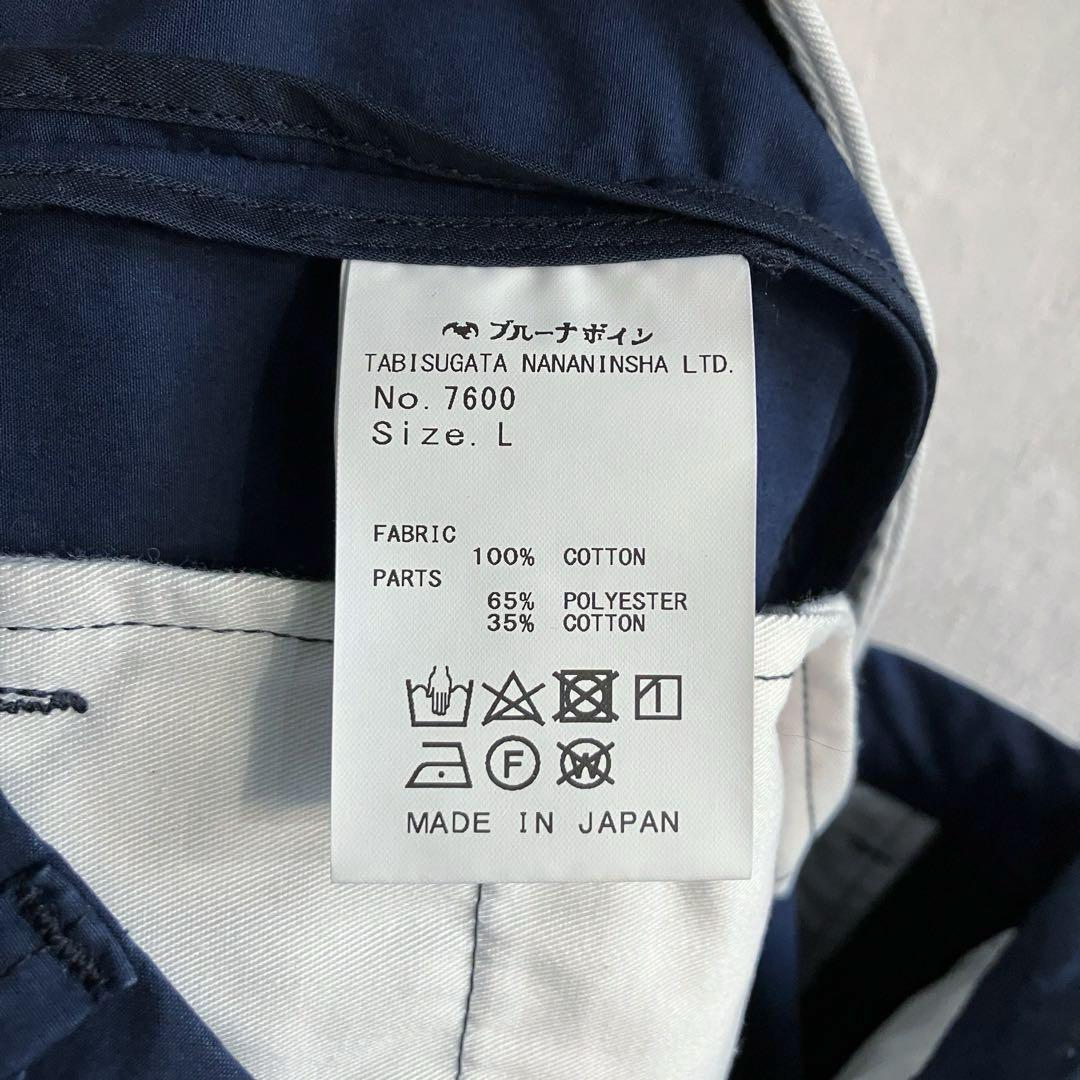 ブルーナボイン
TABISUGATA NANANINSHA LTD.
No. 7600
Size. L
FABRIC
100% COTTON
PARTS
65% POLYESTER
35% COTTON
F W
MADE IN JAPAN